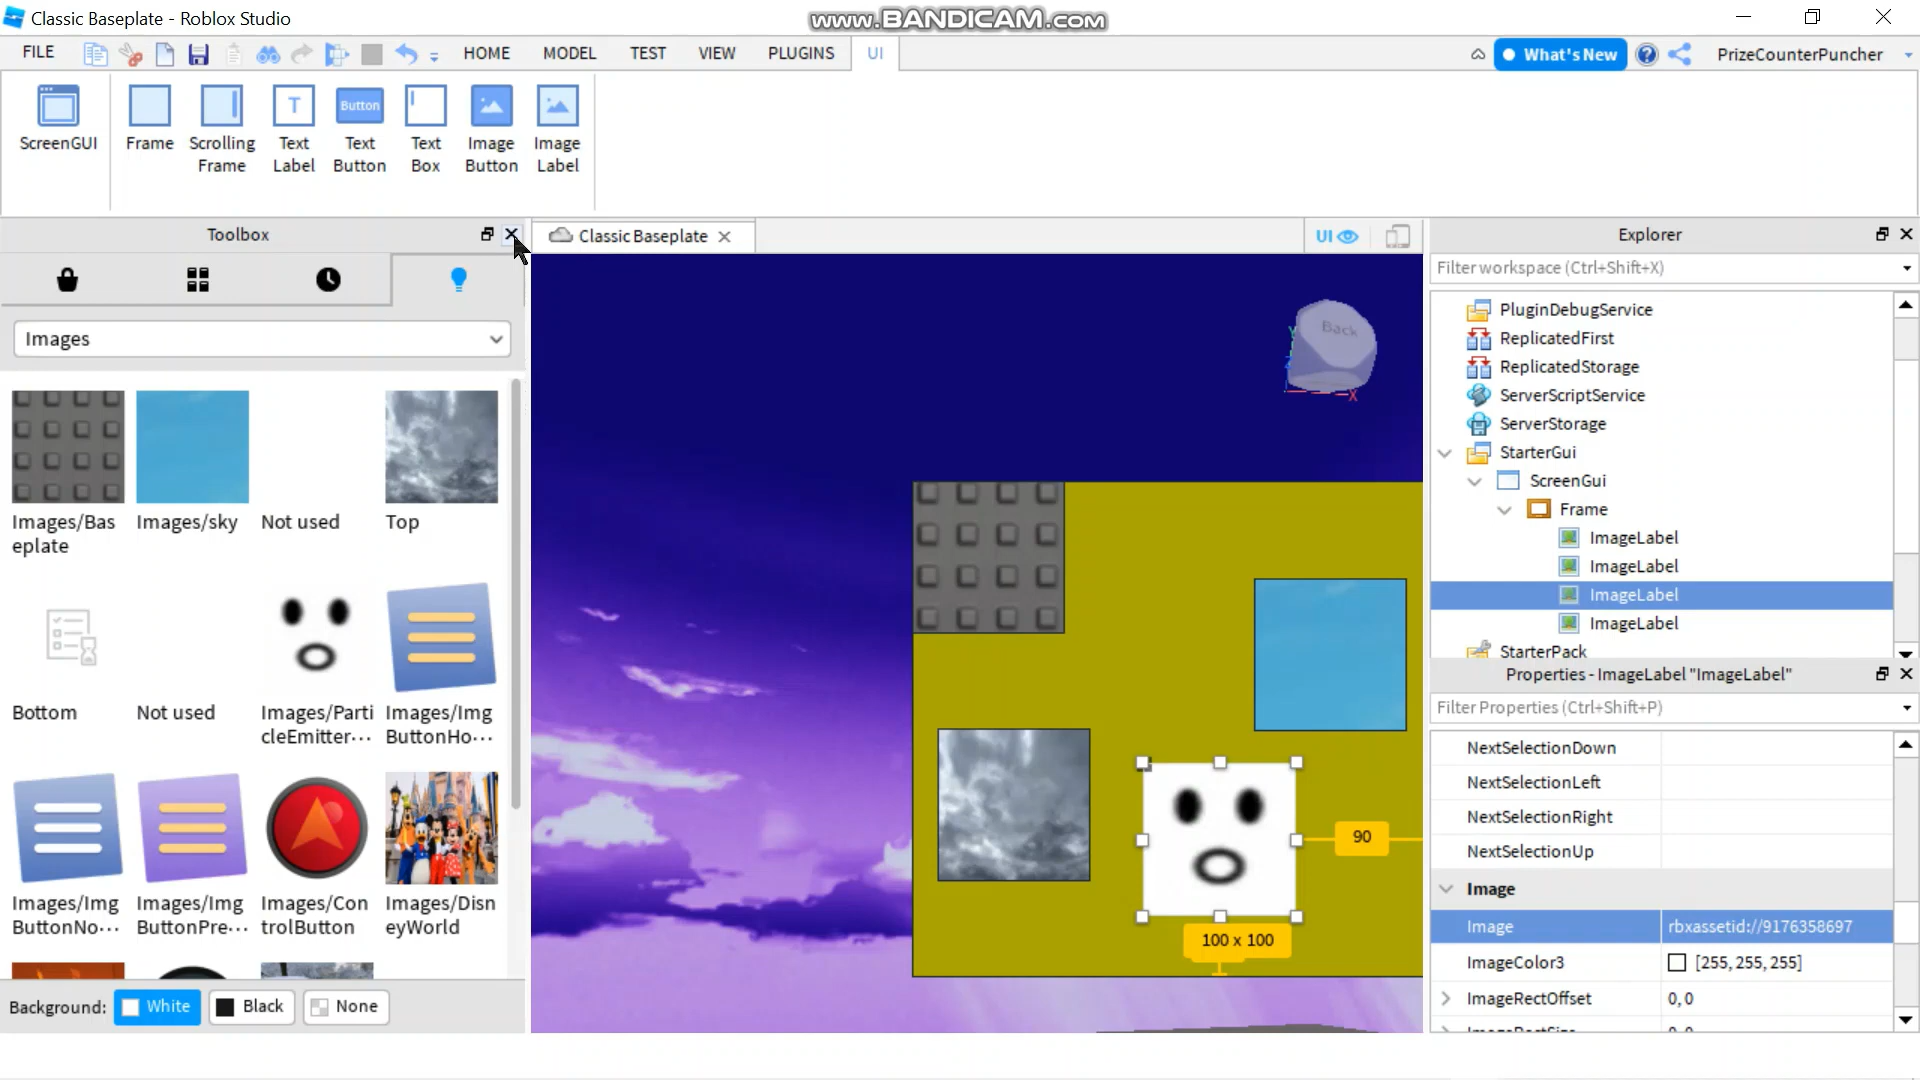 Classic Baseplate - Roblox Studio
www.BANDICAM.com
FILE
HOME
MODEL
TEST
VIEW
PLUGINS
UI
What's New
PrizeCounterPuncher
ScreenGUI
Frame
Scrolling
Frame
T
Text
Label
Button
Text
Button
Text
Box
Image
Button
Image
Label
Toolbox
Images
Images/Bas
eplate
Images/sky
Not used
Top
Bottom
Not used
Images/Parti
cleEmitter···
Images/Img
ButtonHo···
Images/Img
ButtonNo···
Images/Img
ButtonPre···
Images/Con
trolButton
Images/Disn
eyWorld
Background:
White
Black
None
Classic Baseplate
UI
Back
Y
Z
X
90
100 x 100
Explorer
Filter workspace (Ctrl+Shift+X)
PluginDebugService
ReplicatedFirst
ReplicatedStorage
ServerScriptService
ServerStorage
StarterGui
ScreenGui
Frame
ImageLabel
ImageLabel
ImageLabel
ImageLabel
StarterPack
Properties - ImageLabel "ImageLabel"
Filter Properties (Ctrl+Shift+P)
NextSelectionDown
NextSelectionLeft
NextSelectionRight
NextSelectionUp
Image
Image rbxassetid://9176358697
ImageColor3 [255, 255, 255]
ImageRectOffset 0, 0
ImageRectSize 0, 0